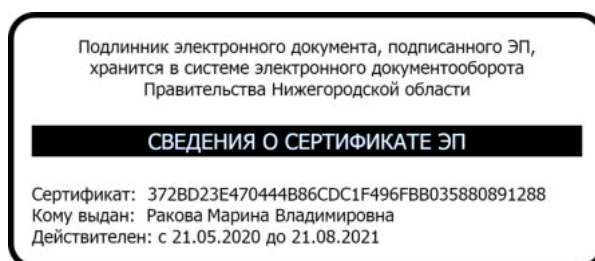 Подлинник электронного документа, подписанного ЭП,
хранится в системе электронного документооборота
Правительства Нижегородской области
СВЕДЕНИЯ О СЕРТИФИКАТЕ ЭП
Сертификат: 372BD23E470444B86CDC1F496FBB035880891288
Кому выдан: Ракова Марина Владимировна
Действителен: с 21.05.2020 до 21.08.2021